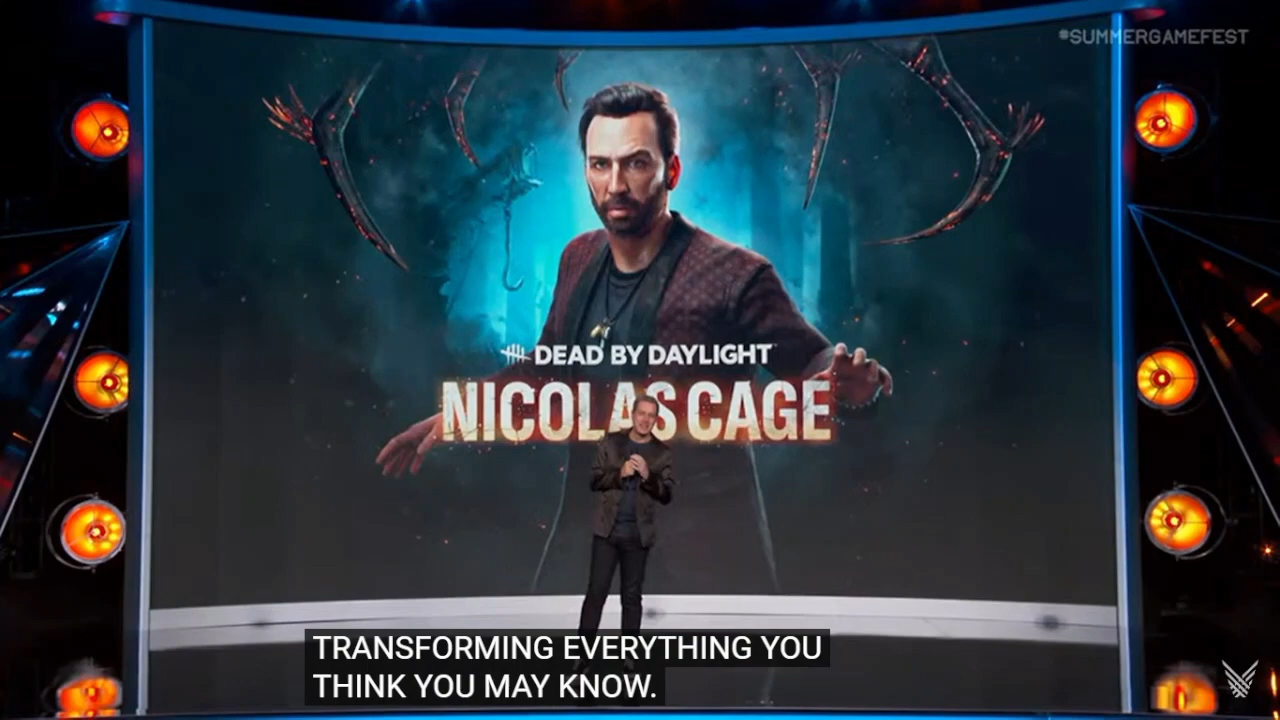 #SUMMERGAMEFEST
DEAD BY DAYLIGHT
NICOLAS CAGE
TRANSFORMING EVERYTHING YOU
THINK YOU MAY KNOW.